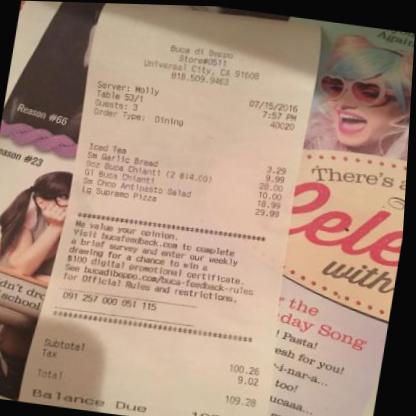 Buca di Beppo
Store#0511
Universal City, CA 91608
818.509.9463
Server: Molly
Table 53/1
Guests: 3
Order Type: Dining
07/15/2016
7:57 PM
40020
Iced Tea 3.29
Sm Garlic Bread 9.99
9oz Buca Chianti (2 @14.00) 28.00
Gl Buca Chianti 10.00
Sm Chop Antipasto Salad 18.99
Lg Supremo Pizza 29.99
We value your opinion.
Visit bucafeedback.com to complete
a brief survey and enter our weekly
drawing for a chance to win a
$100 digital promotional certificate.
See bucadibeppo.com/buca-feedback-rules
for Official Rules and restrictions.
091 257 000 051 115
Subtotal 100.26
Tax 9.02
Total 109.28
Balance Due
Reason #66
ason #23
dn't dr
school
Again
There's a
Cele
with
the
day Song
! Pasta!
esh for you!
-i-nar-a...
too!
ucaaa...